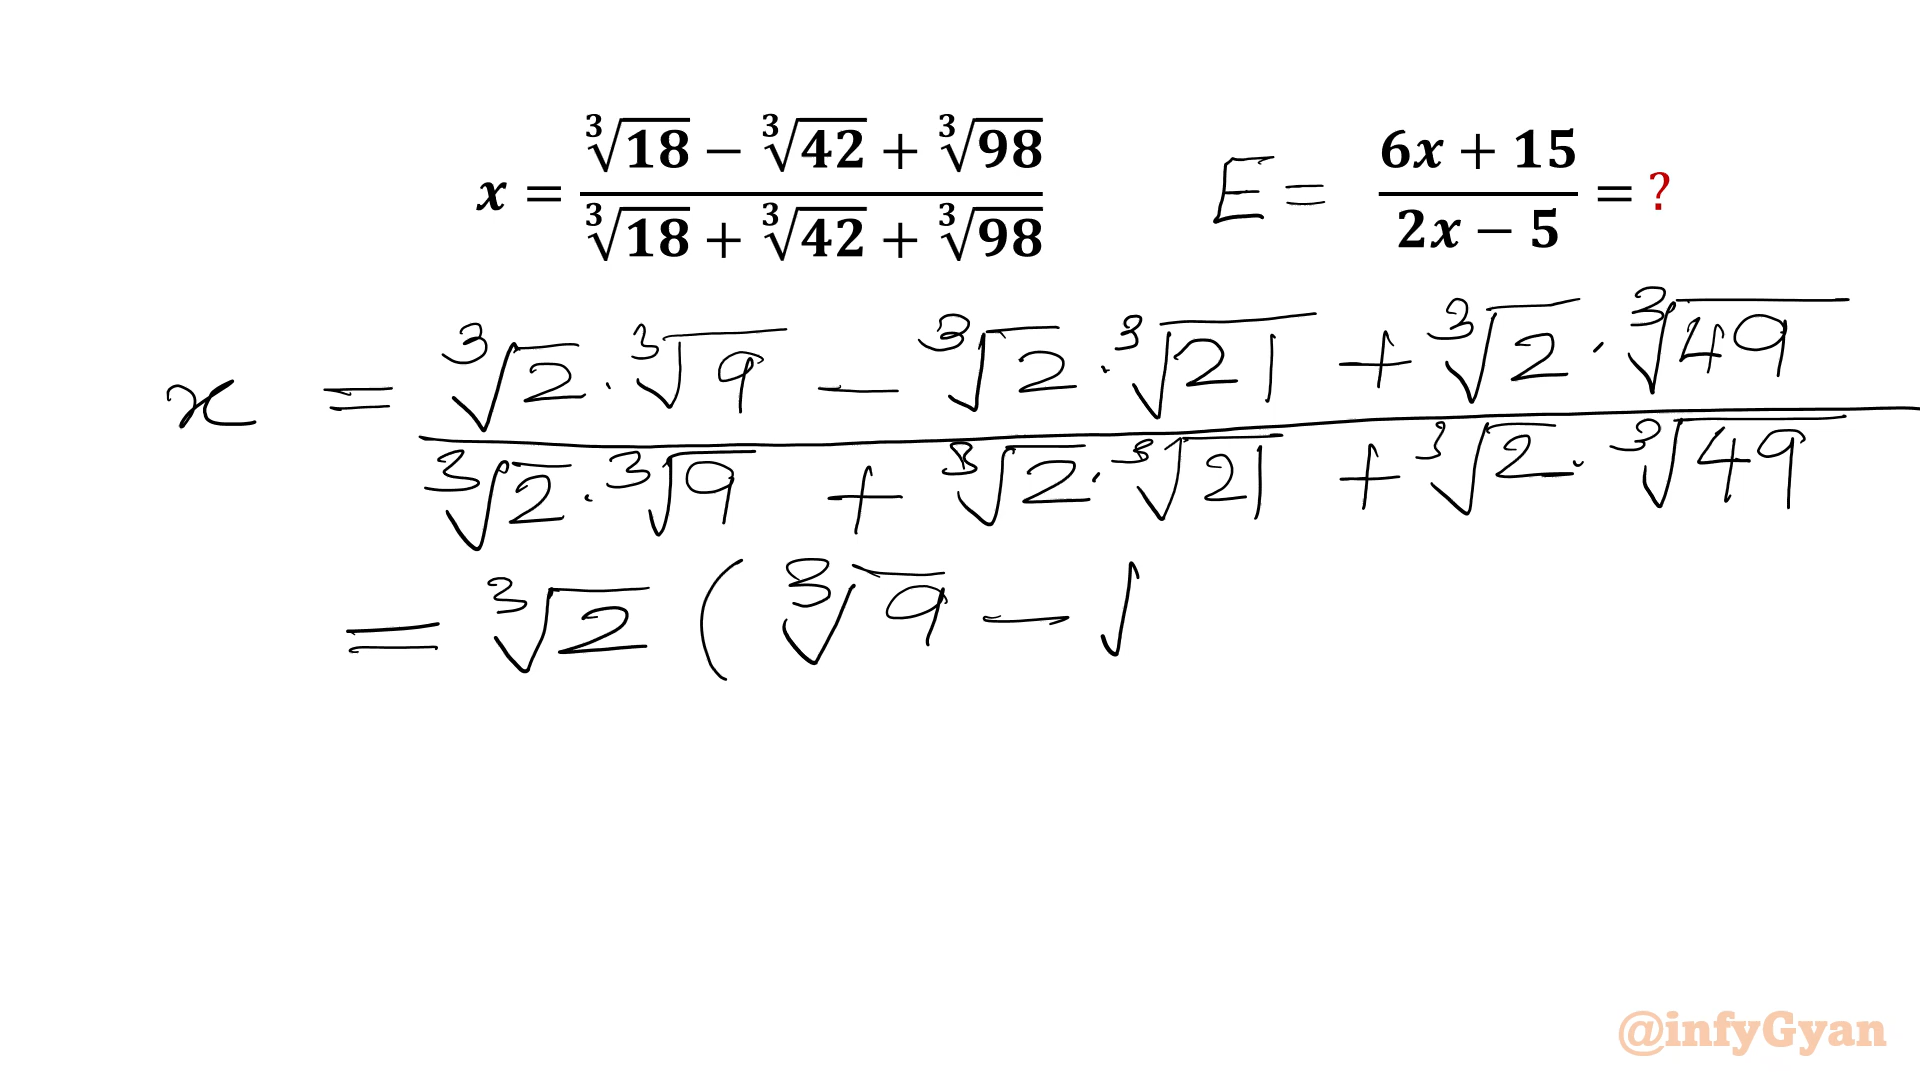 x = (∛18 − ∛42 + ∛98) / (∛18 + ∛42 + ∛98)    E = (6x + 15) / (2x − 5) = ?
x = (∛2 · ∛9 − ∛2 · ∛21 + ∛2 · ∛49) / (∛2 · ∛9 + ∛2 · ∛21 + ∛2 · ∛49)
= ∛2 ( ∛9 − √
@infyGyan